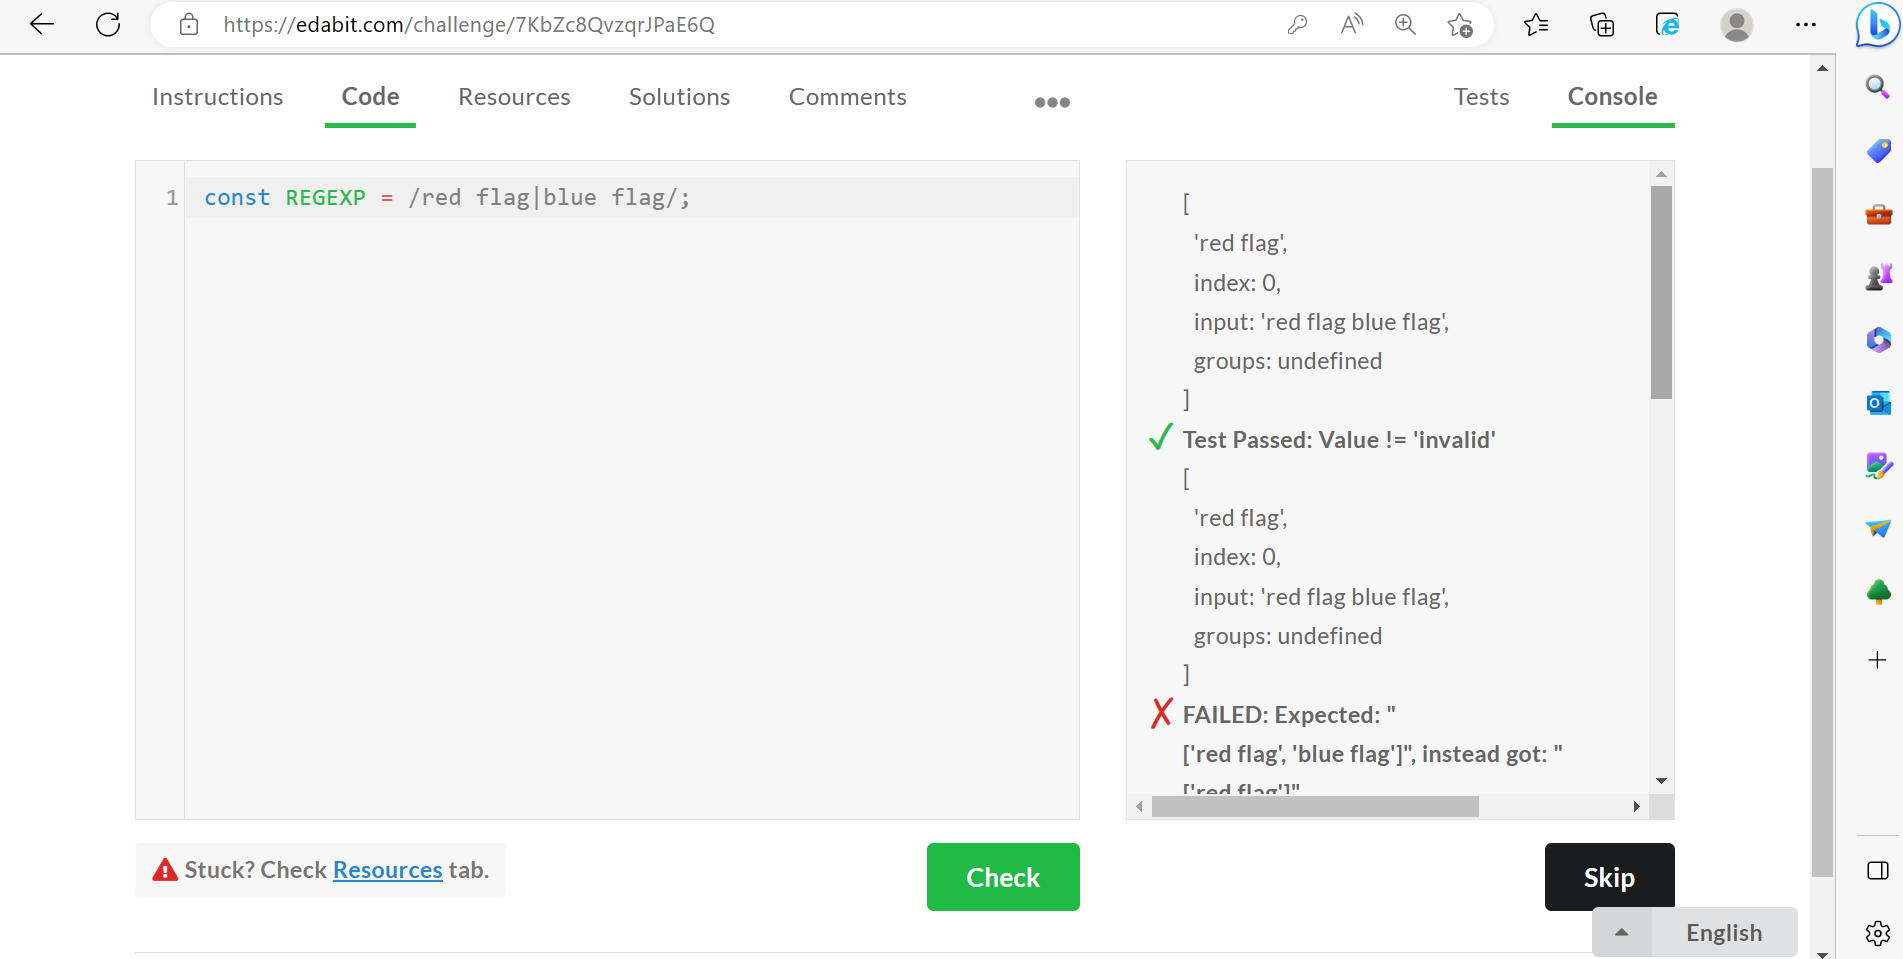 https://edabit.com/challenge/7KbZc8QvzqrJPaE6Q
Instructions
Code
Resources
Solutions
Comments
Tests
Console
1
const REGEXP = /red flag|blue flag/;
[
'red flag',
index: 0,
input: 'red flag blue flag',
groups: undefined
]
Test Passed: Value != 'invalid'
[
'red flag',
index: 0,
input: 'red flag blue flag',
groups: undefined
]
FAILED: Expected: "
['red flag', 'blue flag']", instead got: "
['red flag']"
Stuck? Check Resources tab.
Check
Skip
English